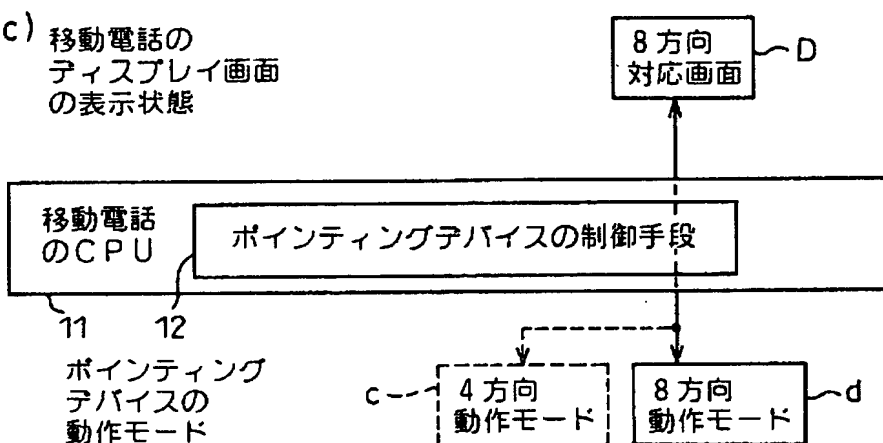 c) 移動電話の
ディスプレイ画面
の表示状態
8方向
対応画面
D
移動電話
のCPU
ポインティングデバイスの制御手段
11
12
ポインティング
デバイスの
動作モード
c
4方向
動作モード
8方向
動作モード
d